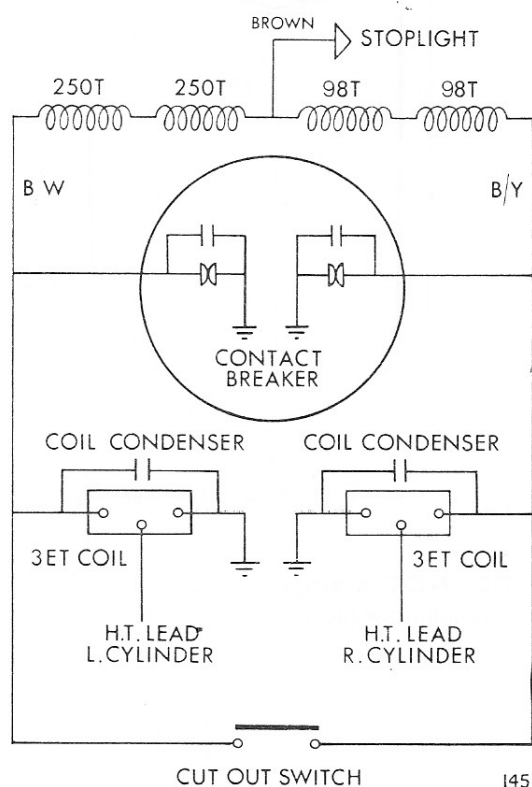 BROWN
STOPLIGHT
250T 250T 98T 98T
B W B/Y
CONTACT
BREAKER
COIL CONDENSER COIL CONDENSER
3ET COIL 3ET COIL
H.T. LEAD H.T. LEAD
L. CYLINDER R. CYLINDER
CUT OUT SWITCH
145